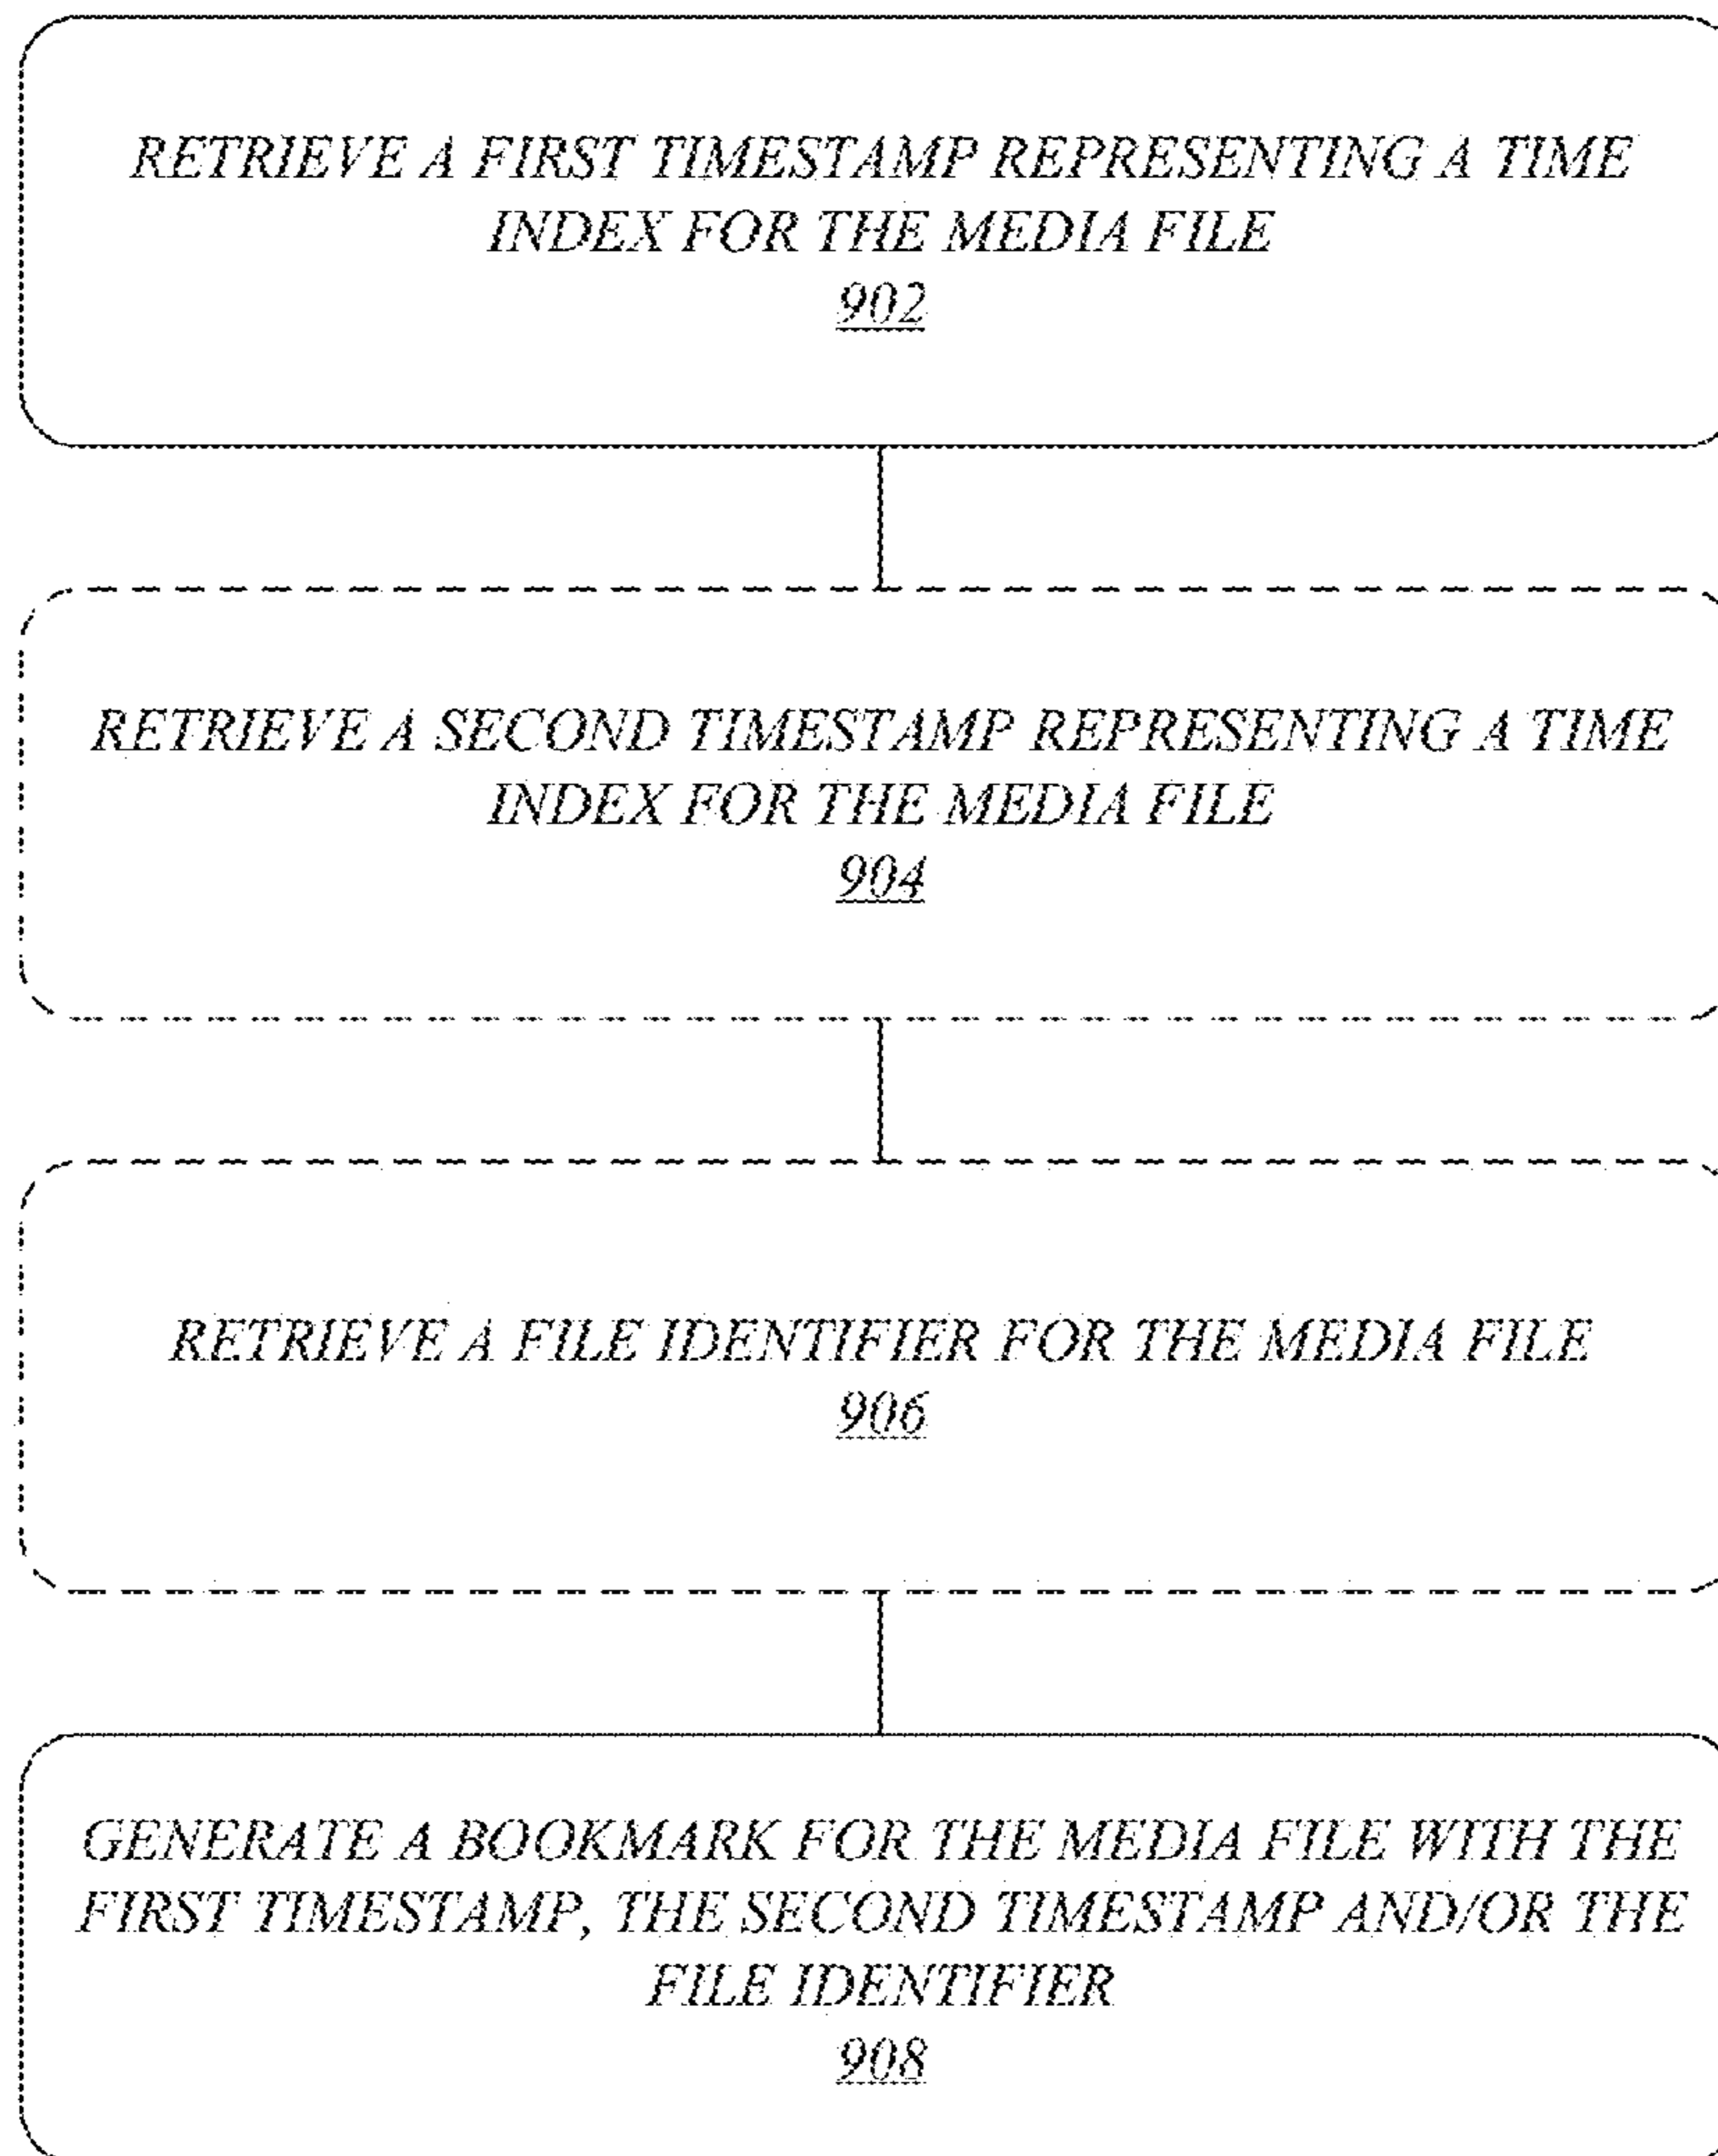 RETRIEVE A FIRST TIMESTAMP REPRESENTING A TIME
INDEX FOR THE MEDIA FILE
902
RETRIEVE A SECOND TIMESTAMP REPRESENTING A TIME
INDEX FOR THE MEDIA FILE
904
RETRIEVE A FILE IDENTIFIER FOR THE MEDIA FILE
906
GENERATE A BOOKMARK FOR THE MEDIA FILE WITH THE
FIRST TIMESTAMP, THE SECOND TIMESTAMP AND/OR THE
FILE IDENTIFIER
908